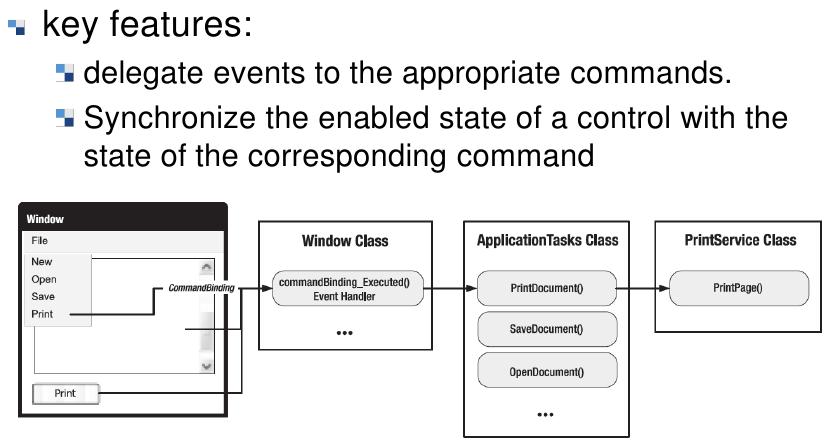 key features:
delegate events to the appropriate commands.
Synchronize the enabled state of a control with the
state of the corresponding command
Window
File
New
Open
Save
Print
CommandBinding
Print
Window Class
commandBinding_Executed()
Event Handler
•••
ApplicationTasks Class
PrintDocument()
SaveDocument()
OpenDocument()
•••
PrintService Class
PrintPage()